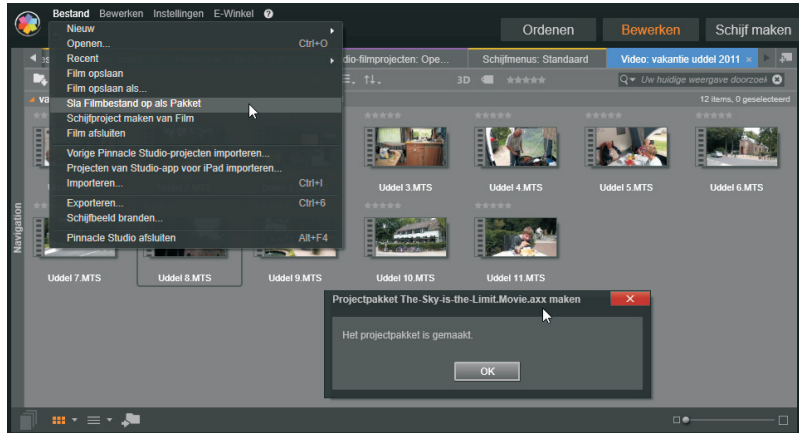 Bestand Bewerken Instellingen E-Winkel ?
Ordenen Bewerken Schijf maken
Nieuw
Openen... Ctrl+O
Recent
Film opslaan
Film opslaan als...
Sla Filmbestand op als Pakket
Schijfproject maken van Film
Film afsluiten
Vorige Pinnacle Studio-projecten importeren...
Projecten van Studio-app voor iPad importeren...
Importeren... Ctrl+I
Exporteren... Ctrl+6
Schijfbeeld branden...
Pinnacle Studio afsluiten Alt+F4
dio-filmprojecten: Ope... Schijfmenus: Standaard Video: vakantie uddel 2011 ×
3D Uw huidige weergave doorzoek
va 12 items, 0 geselecteerd
Uddel 3.MTS Uddel 4.MTS Uddel 5.MTS Uddel 6.MTS
Navigation
Uddel 7.MTS Uddel 8.MTS Uddel 9.MTS Uddel 10.MTS Uddel 11.MTS
Projectpakket The-Sky-is-the-Limit.Movie.axx maken
Het projectpakket is gemaakt.
OK